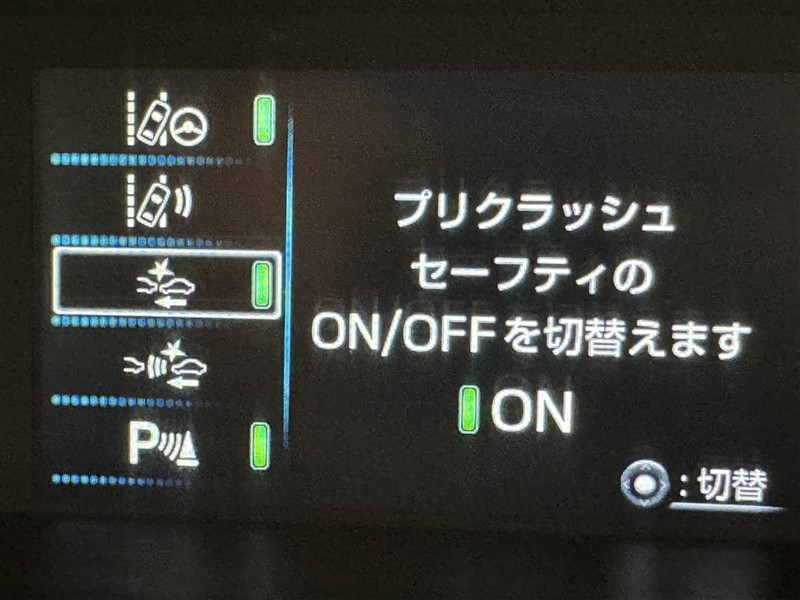 プリクラッシュ
セーフティの
ON/OFFを切替えます
ON
P
:切替